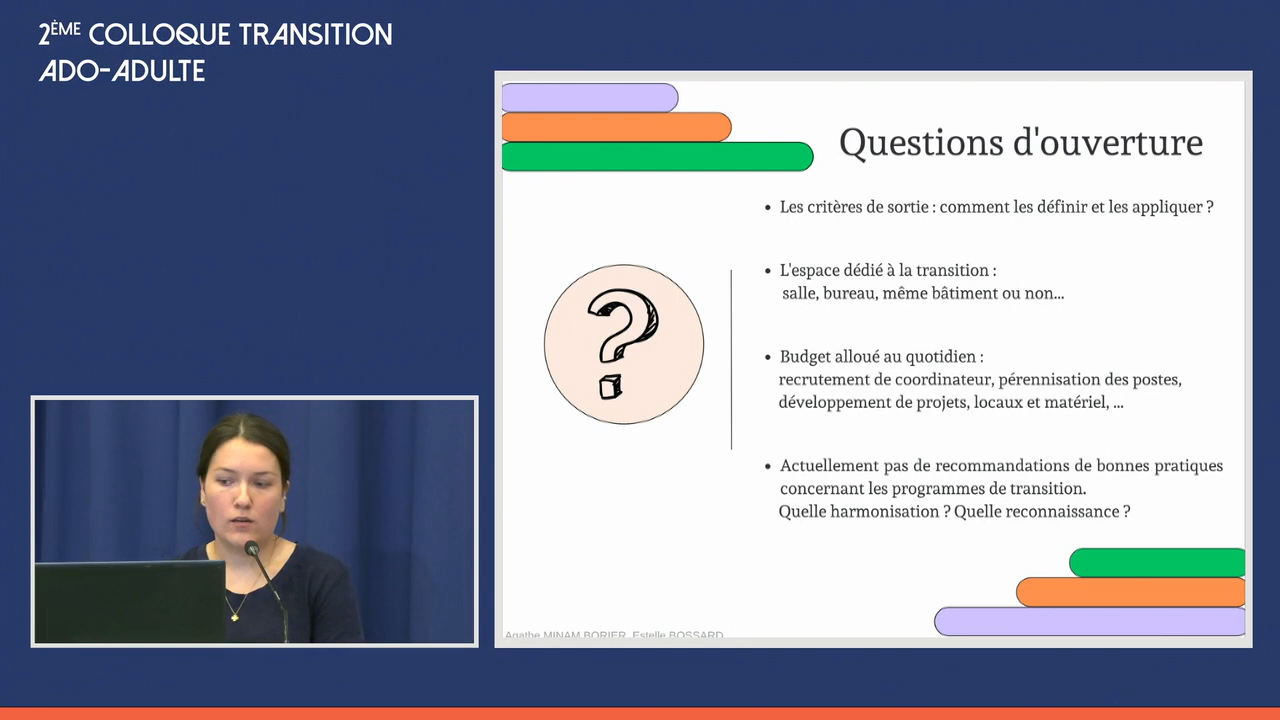 2ÈME COLLOQUE TRANSITION
ADO-ADULTE
Questions d'ouverture
• Les critères de sortie : comment les définir et les appliquer ?
• L'espace dédié à la transition :
salle, bureau, même bâtiment ou non...
• Budget alloué au quotidien :
recrutement de coordinateur, pérennisation des postes,
développement de projets, locaux et matériel, ...
• Actuellement pas de recommandations de bonnes pratiques
concernant les programmes de transition.
Quelle harmonisation ? Quelle reconnaissance ?
Agathe MINAM BORIER, Estelle BOSSARD